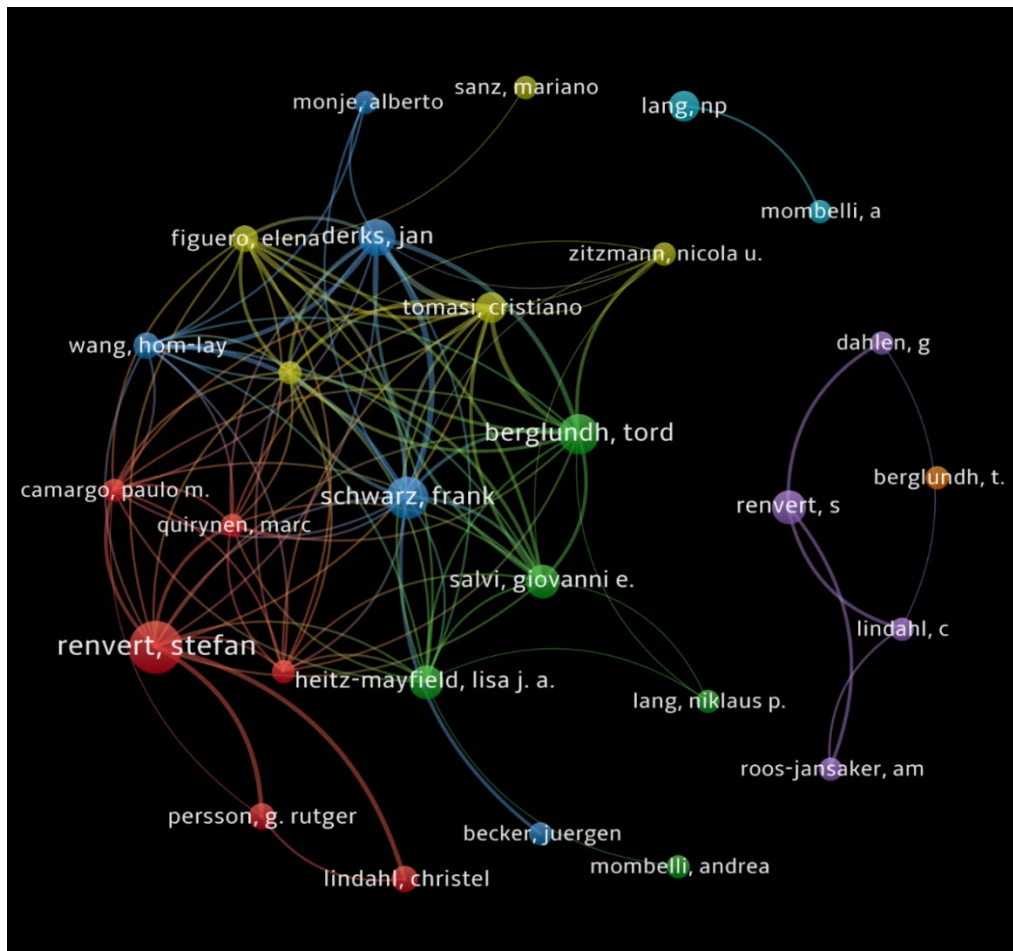 sanz, mariano
monje, alberto
lang, np
mombelli, a
figuero, elena
derks, jan
zitzmann, nicola u.
tomasi, cristiano
wang, hom-lay
dahlen, g
berglundh, tord
berglundh, t.
camargo, paulo m.
schwarz, frank
renvert, s
quirynen, marc
salvi, giovanni e.
lindahl, c
renvert, stefan
heitz-mayfield, lisa j. a.
lang, niklaus p.
roos-jansaker, am
persson, g. rutger
becker, juergen
mombelli, andrea
lindahl, christel